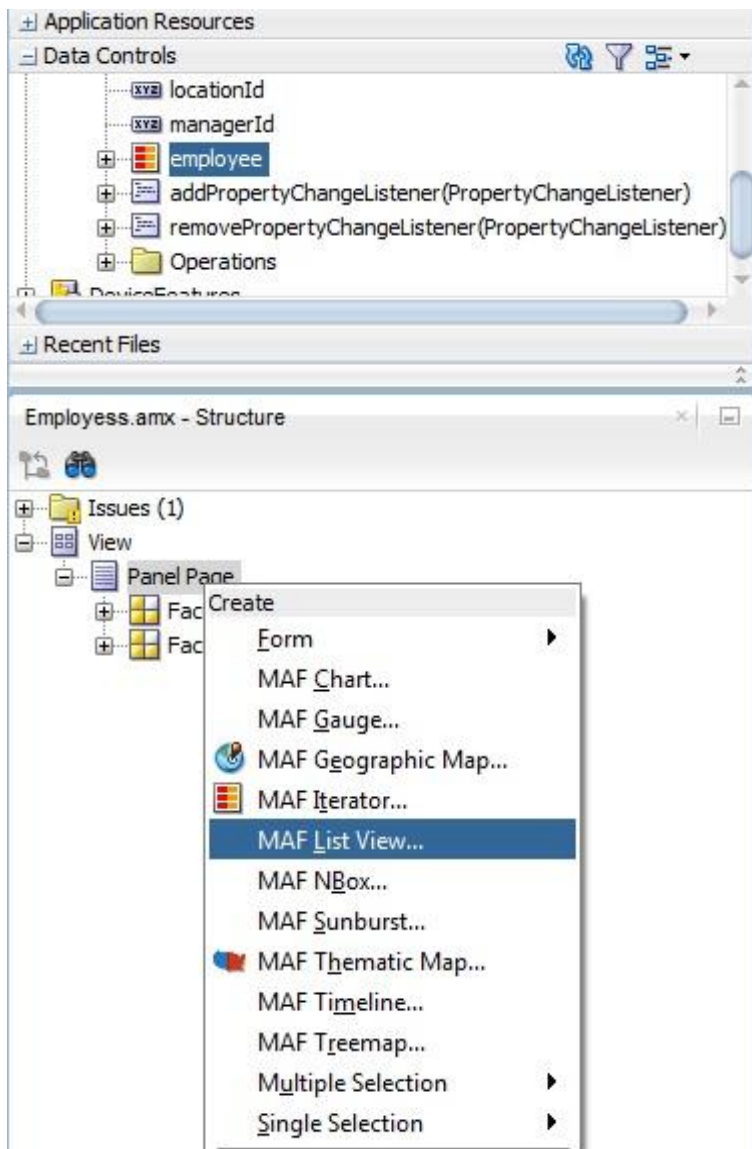 Application Resources
Data Controls
locationId
managerId
employee
addPropertyChangeListener(PropertyChangeListener)
removePropertyChangeListener(PropertyChangeListener)
Operations
DeviceFeatures
Recent Files
Employess.amx - Structure
Issues (1)
View
Panel Page
Fac
Fac
Create
Form
MAF Chart...
MAF Gauge...
MAF Geographic Map...
MAF Iterator...
MAF List View...
MAF NBox...
MAF Sunburst...
MAF Thematic Map...
MAF Timeline...
MAF Treemap...
Multiple Selection
Single Selection